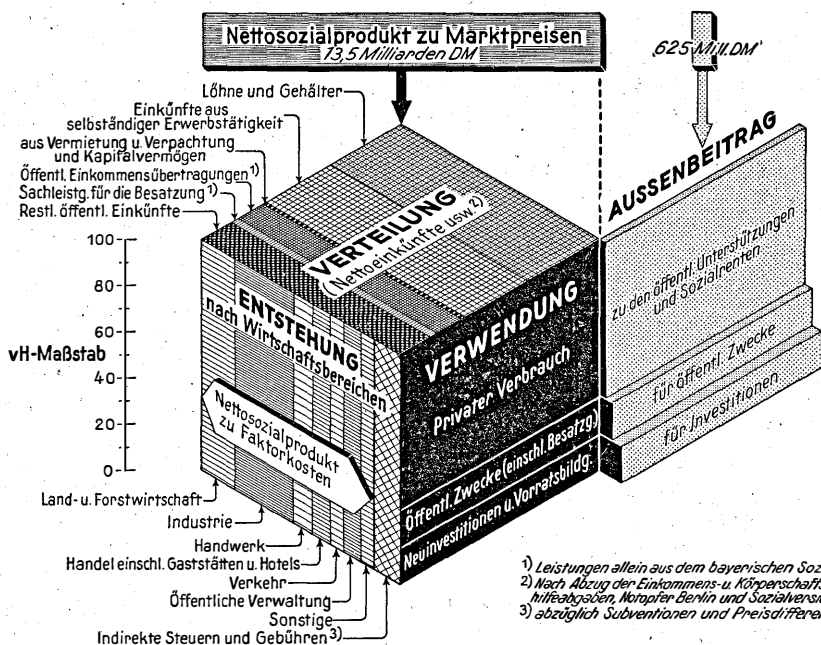 Nettosozialprodukt zu Marktpreisen
13,5 Milliarden DM
625 Mill. DM
Löhne und Gehälter
Einkünfte aus
selbständiger Erwerbstätigkeit
aus Vermietung u. Verpachtung
und Kapitalvermögen
Öffentl. Einkommensübertragungen 1)
Sachleistg. für die Besatzung 1)
Restl. öffentl. Einkünfte
VERTEILUNG
(Nettoeinkünfte usw. 2)
AUSSENBEITRAG
zu den öffentl. Unterstützungen
und Sozialrenten
für öffentl. Zwecke
für Investitionen
vH-Maßstab
100
80
60
40
20
0
ENTSTEHUNG
nach Wirtschaftsbereichen
Nettosozialprodukt
zu Faktorkosten
VERWENDUNG
Privater Verbrauch
Öffentl. Zwecke (einschl. Besatzg.)
Neuinvestitionen u. Vorratsbildg.
Land- u. Forstwirtschaft
Industrie
Handwerk
Handel einschl. Gaststätten u. Hotels
Verkehr
Öffentliche Verwaltung
Sonstige
Indirekte Steuern und Gebühren 3)
1) Leistungen allein aus dem bayerischen Soz
2) Nach Abzug der Einkommens- u. Körperschafts
hilfeabgaben, Notopfer Berlin und Sozialversi
3) abzüglich Subventionen und Preisdiffere